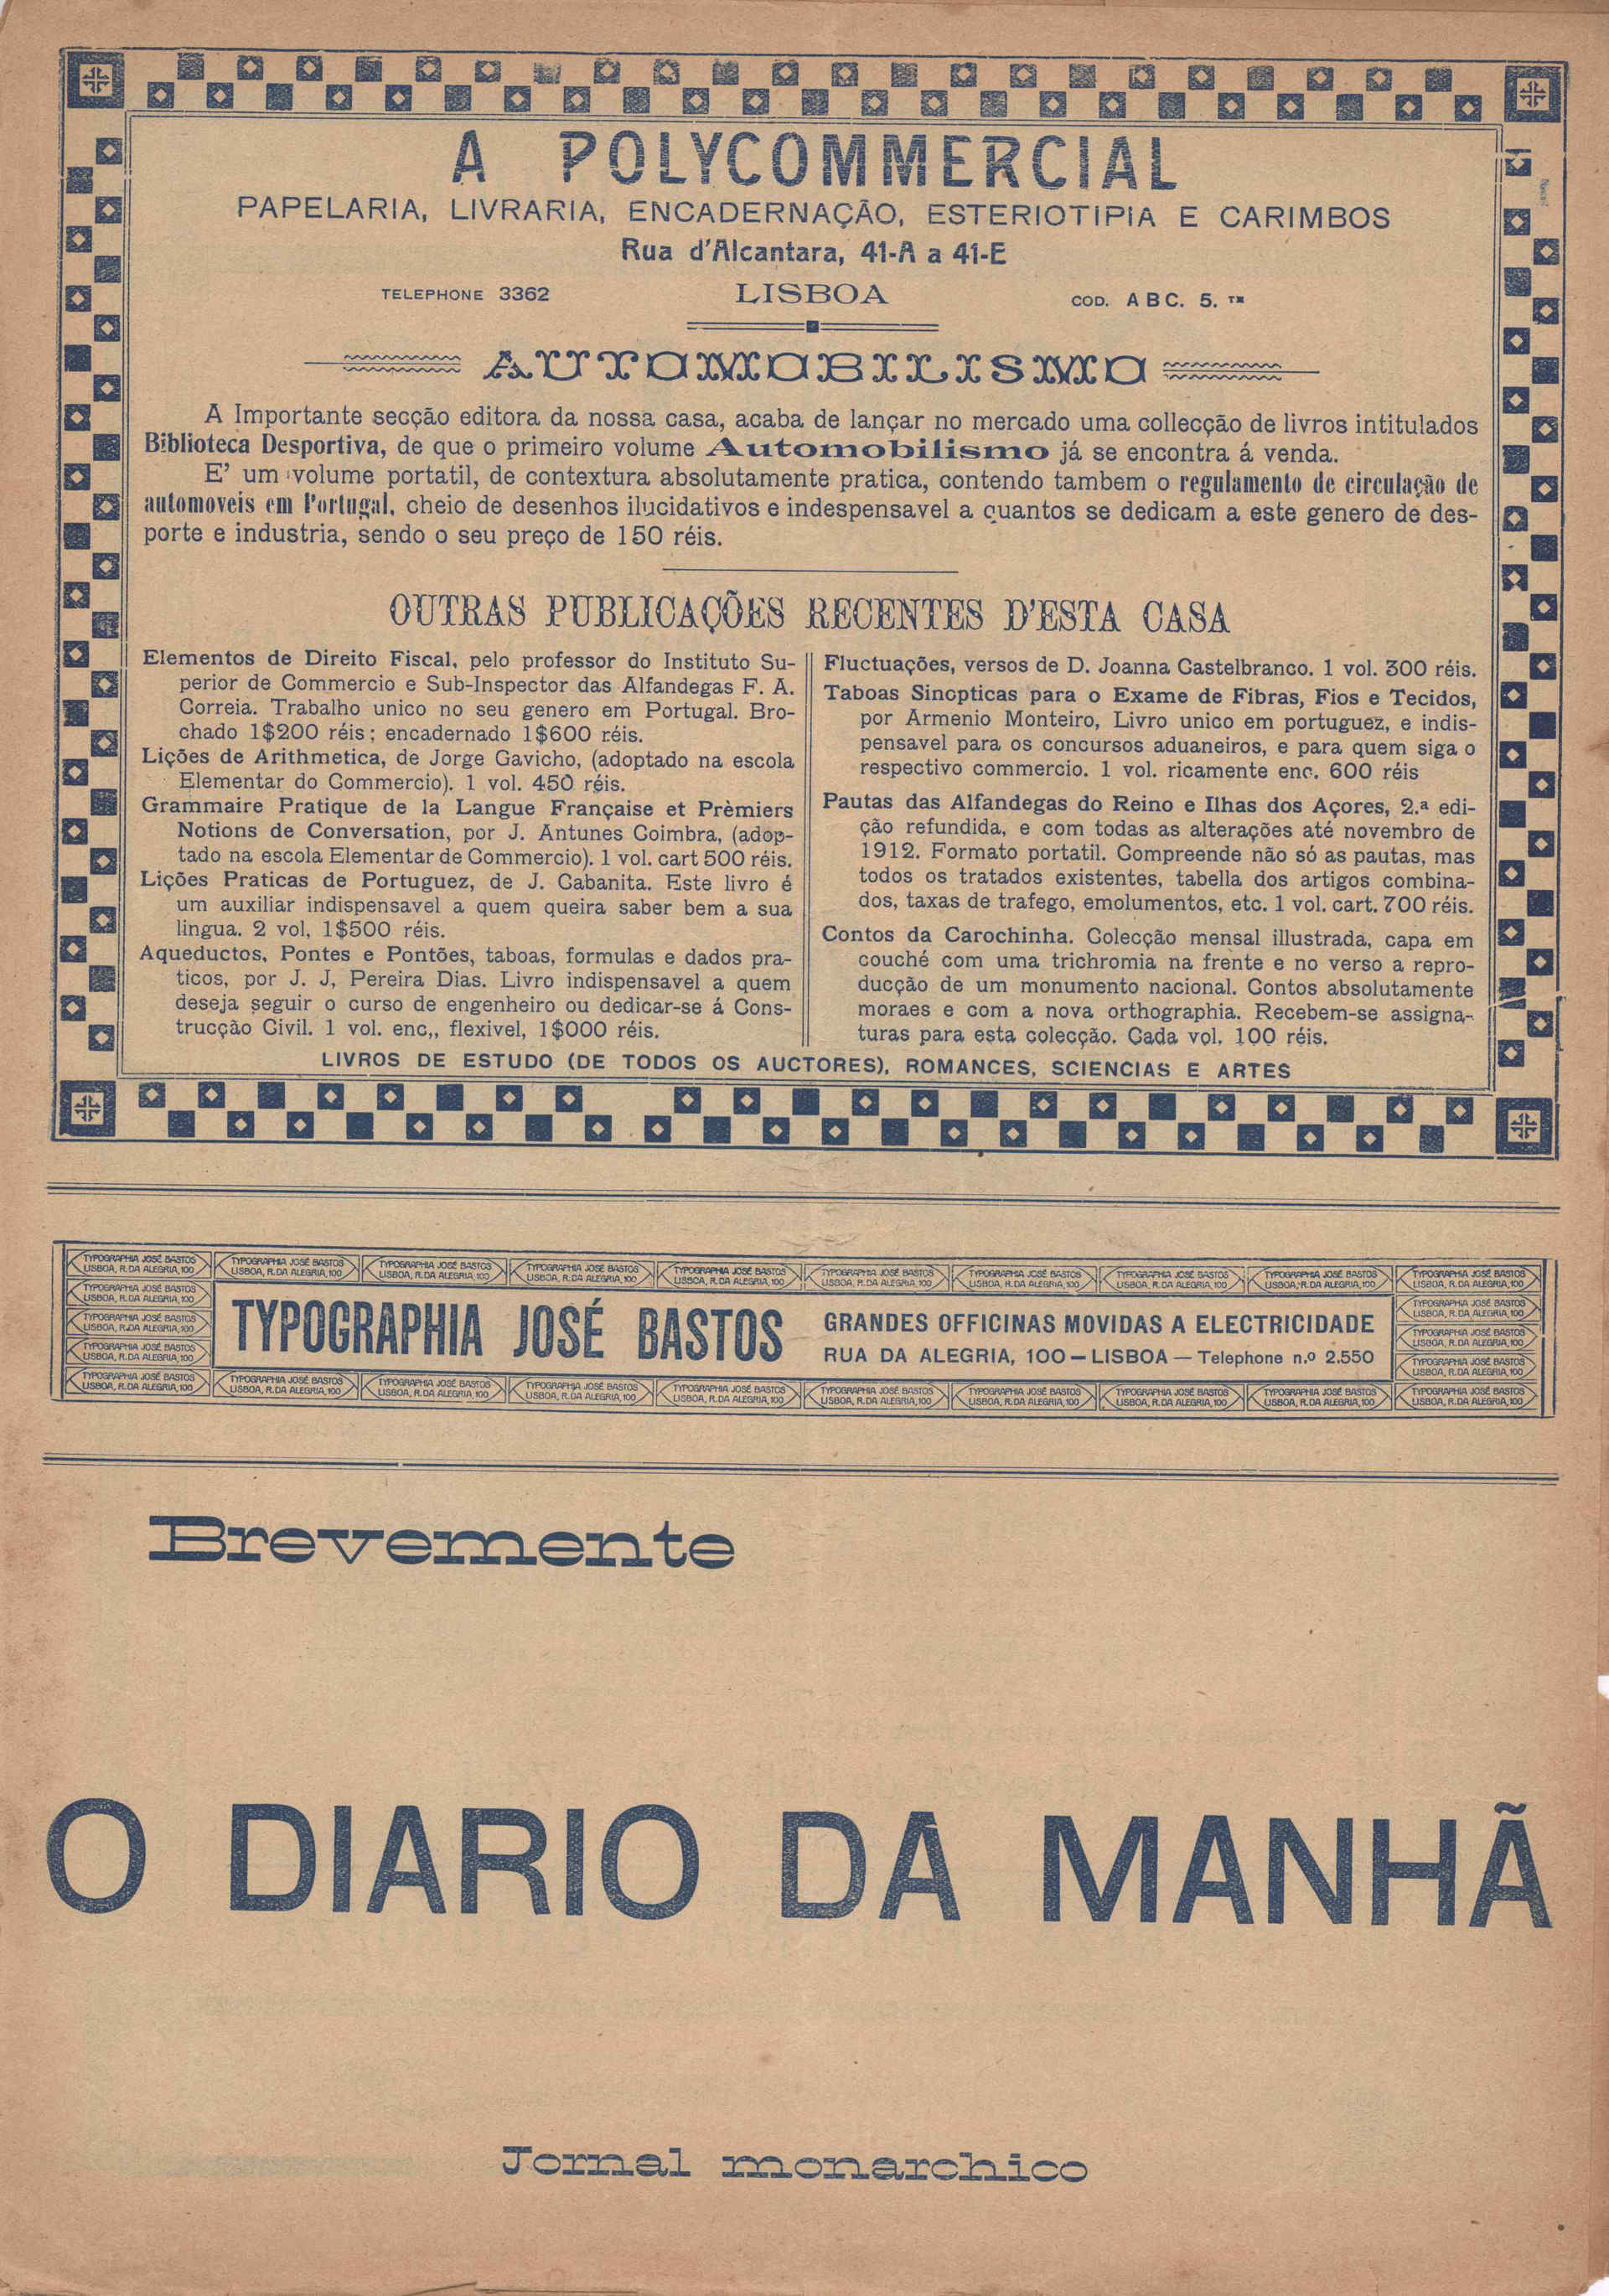 A POLYCOMMERCIAL
PAPELARIA, LIVRARIA, ENCADERNAÇÃO, ESTERIOTIPIA E CARIMBOS
Rua d'Alcantara, 41-A a 41-E
TELEPHONE 3362 LISBOA COD. A B C. 5. TH
AUTOMOBILISMO
A Importante secção editora da nossa casa, acaba de lançar no mercado uma collecção de livros intitulados
Biblioteca Desportiva, de que o primeiro volume Automobilismo já se encontra á venda.
E' um volume portatil, de contextura absolutamente pratica, contendo tambem o regulamento de circulação de
automoveis em Portugal, cheio de desenhos ilucidativos e indespensavel a quantos se dedicam a este genero de des-
porte e industria, sendo o seu preço de 150 réis.
OUTRAS PUBLICAÇÕES RECENTES D'ESTA CASA
Elementos de Direito Fiscal, pelo professor do Instituto Su-
perior de Commercio e Sub-Inspector das Alfandegas F. A.
Correia. Trabalho unico no seu genero em Portugal. Bro-
chado 1$200 réis; encadernado 1$600 réis.
Lições de Arithmetica, de Jorge Gavicho, (adoptado na escola
Elementar do Commercio). 1 vol. 450 réis.
Grammaire Pratique de la Langue Française et Prèmiers
Notions de Conversation, por J. Antunes Coimbra, (adop-
tado na escola Elementar de Commercio). 1 vol. cart 500 réis.
Lições Praticas de Portuguez, de J. Cabanita. Este livro é
um auxiliar indispensavel a quem queira saber bem a sua
lingua. 2 vol, 1$500 réis.
Aqueductos, Pontes e Pontões, taboas, formulas e dados pra-
ticos, por J. J, Pereira Dias. Livro indispensavel a quem
deseja seguir o curso de engenheiro ou dedicar-se á Cons-
trucção Civil. 1 vol. enc,, flexivel, 1$000 réis.
Fluctuações, versos de D. Joanna Castelbranco. 1 vol. 300 réis.
Taboas Sinopticas para o Exame de Fibras, Fios e Tecidos,
por Armenio Monteiro, Livro unico em portuguez, e indis-
pensavel para os concursos aduaneiros, e para quem siga o
respectivo commercio. 1 vol. ricamente enc. 600 réis
Pautas das Alfandegas do Reino e Ilhas dos Açores, 2.ª edi-
ção refundida, e com todas as alterações até novembro de
1912. Formato portatil. Compreende não só as pautas, mas
todos os tratados existentes, tabella dos artigos combina-
dos, taxas de trafego, emolumentos, etc. 1 vol. cart. 700 réis.
Contos da Carochinha. Colecção mensal illustrada, capa em
couché com uma trichromia na frente e no verso a repro-
ducção de um monumento nacional. Contos absolutamente
moraes e com a nova orthographia. Recebem-se assigna-
turas para esta colecção. Cada vol. 100 réis.
LIVROS DE ESTUDO (DE TODOS OS AUCTORES), ROMANCES, SCIENCIAS E ARTES
TYPOGRAPHIA JOSÉ BASTOS
LISBOA, R. DA ALEGRIA, 100
TYPOGRAPHIA JOSÉ BASTOS
GRANDES OFFICINAS MOVIDAS A ELECTRICIDADE
RUA DA ALEGRIA, 100 — LISBOA — Telephone n.º 2.550
Brevemente
O DIARIO DA MANHÃ
Jornal monarchico